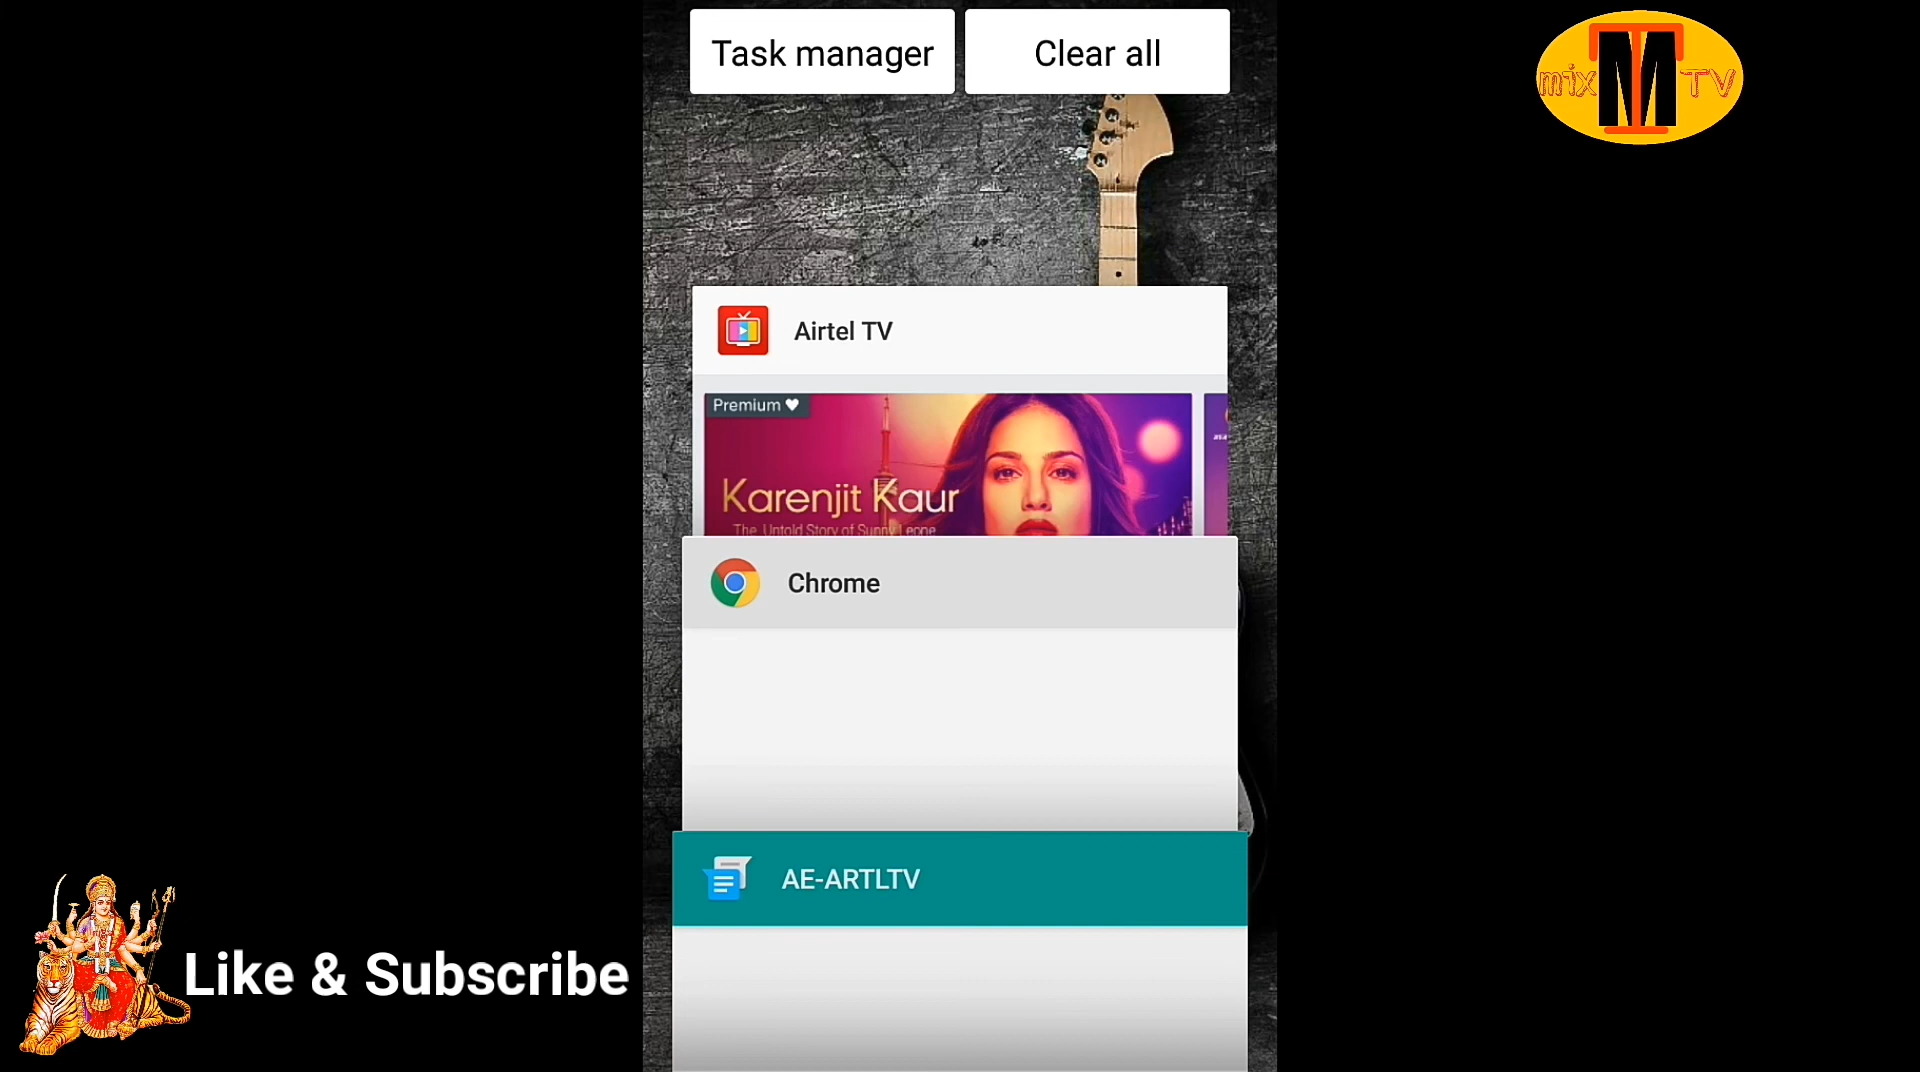 Task manager
Clear all
mix M TV
Airtel TV
Premium
Karenjit Kaur
The Untold Story of Sunny Leone
Chrome
AE-ARTLTV
Like & Subscribe